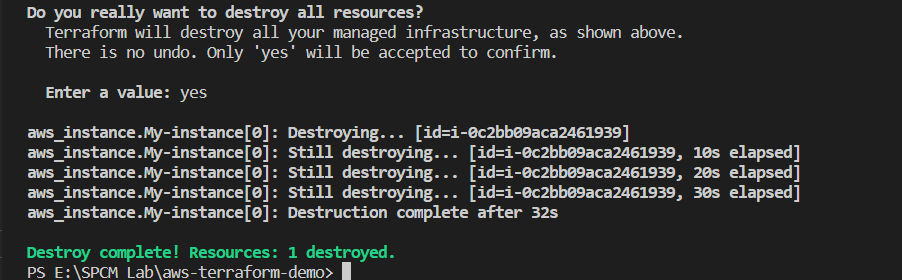 Do you really want to destroy all resources?
Terraform will destroy all your managed infrastructure, as shown above.
There is no undo. Only 'yes' will be accepted to confirm.
Enter a value: yes
aws_instance.My-instance[0]: Destroying... [id=i-0c2bb09aca2461939]
aws_instance.My-instance[0]: Still destroying... [id=i-0c2bb09aca2461939, 10s elapsed]
aws_instance.My-instance[0]: Still destroying... [id=i-0c2bb09aca2461939, 20s elapsed]
aws_instance.My-instance[0]: Still destroying... [id=i-0c2bb09aca2461939, 30s elapsed]
aws_instance.My-instance[0]: Destruction complete after 32s
Destroy complete! Resources: 1 destroyed.
PS E:\SPCM Lab\aws-terraform-demo>